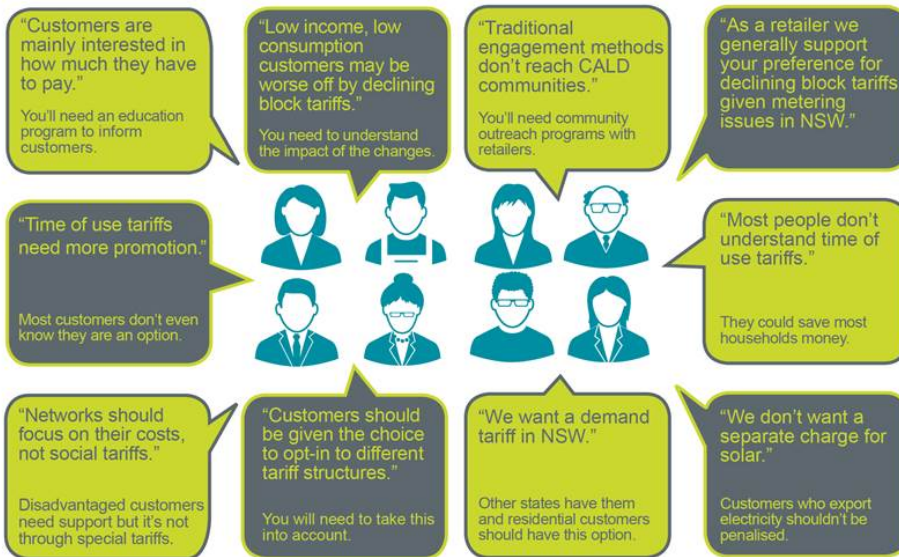 “Customers are
mainly interested in
how much they have
to pay.”
You’ll need an education
program to inform
customers.
“Low income, low
consumption
customers may be
worse off by declining
block tariffs.”
You need to understand
the impact of the changes.
“Traditional
engagement methods
don’t reach CALD
communities.”
You’ll need community
outreach programs with
retailers.
“As a retailer we
generally support
your preference for
declining block tariffs
given metering
issues in NSW.”
“Time of use tariffs
need more promotion.”
Most customers don’t even
know they are an option.
“Most people don’t
understand time of
use tariffs.”
They could save most
households money.
“Networks should
focus on their costs,
not social tariffs.”
Disadvantaged customers
need support but it’s not
through special tariffs.
“Customers should
be given the choice
to opt-in to different
tariff structures.”
You will need to take this
into account.
“We want a demand
tariff in NSW.”
Other states have them
and residential customers
should have this option.
“We don’t want a
separate charge for
solar.”
Customers who export
electricity shouldn’t be
penalised.